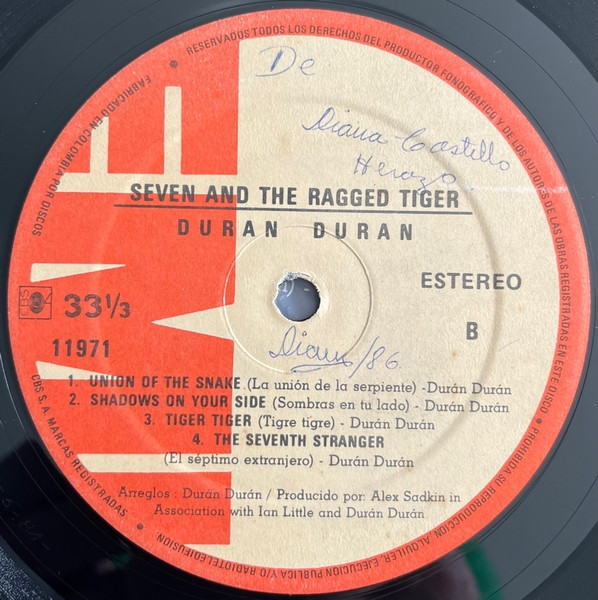 RESERVADOS TODOS LOS DERECHOS DEL PRODUCTOR FONOGRAFICO Y DE LOS AUTORES DE LAS OBRAS REGISTRADAS EN ESTE DISCO • PROHIBIDA SU REPRODUCCION, ALQUILER, EJECUCION PUBLICA Y/O RADIOTELEDIFUSION
FABRICADO EN COLOMBIA POR DISCOS
CBS S. A. MARCAS REGISTRADAS
De
Diana Castillo
Herazo
SEVEN AND THE RAGGED TIGER
DURAN DURAN
ESTEREO
CBS
33 1/3
B
11971
Diana/86.
1. UNION OF THE SNAKE (La unión de la serpiente) - Durán Durán
2. SHADOWS ON YOUR SIDE (Sombras en tu lado) - Durán Durán
3. TIGER TIGER (Tigre tigre) - Durán Durán
4. THE SEVENTH STRANGER
(El séptimo extranjero) - Durán Durán
Arreglos : Durán Durán / Producido por: Alex Sadkin in
Association with Ian Little and Durán Durán.